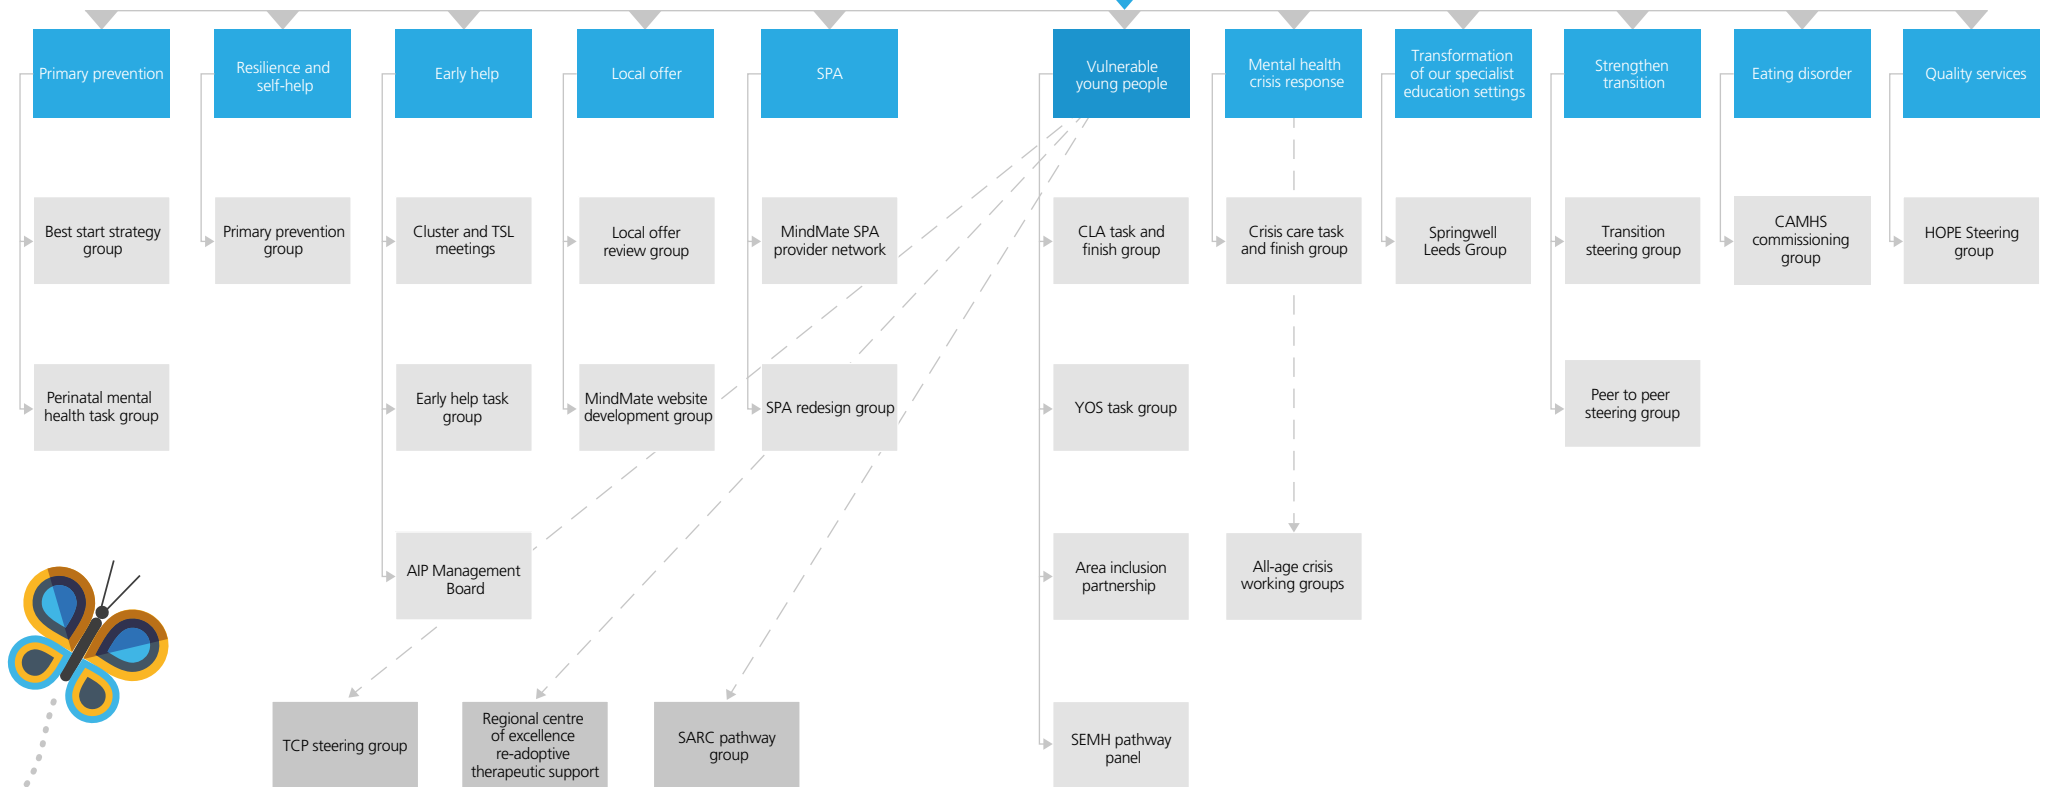 Primary prevention
Resilience and
self-help
Early help
Local offer
SPA
Vulnerable
young people
Mental health
crisis response
Transformation
of our specialist
education settings
Strengthen
transition
Eating disorder
Quality services
Best start strategy
group
Primary prevention
group
Cluster and TSL
meetings
Local offer
review group
MindMate SPA
provider network
CLA task and
finish group
Crisis care task
and finish group
Springwell
Leeds Group
Transition
steering group
CAMHS
commissioning
group
HOPE Steering
group
Perinatal mental
health task group
Early help task
group
MindMate website
development group
SPA redesign group
YOS task group
Peer to peer
steering group
AIP Management
Board
Area inclusion
partnership
All-age crisis
working groups
TCP steering group
Regional centre
of excellence
re-adoptive
therapeutic support
SARC pathway
group
SEMH pathway
panel